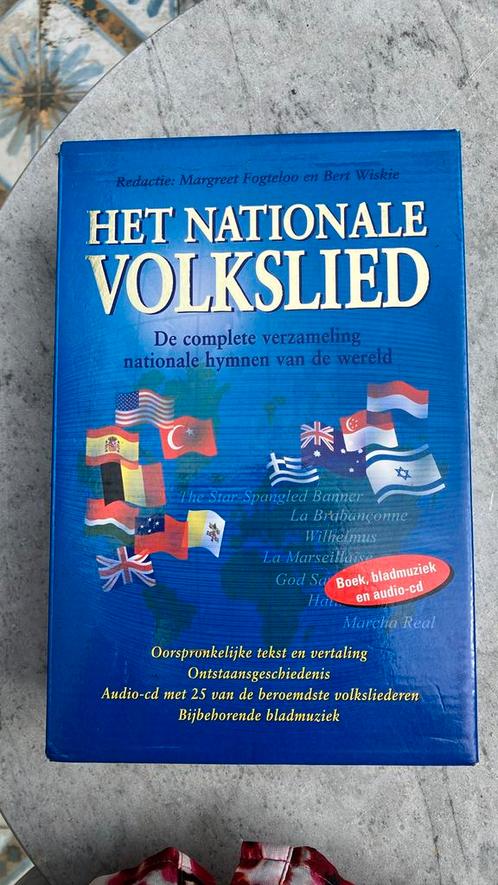 Redactie: Margreet Fogteloo en Bert Wiskie
HET NATIONALE
VOLKSLIED
De complete verzameling
nationale hymnen van de wereld
The Star-Spangled Banner
La Brabançonne
Wilhelmus
La Marseillaise
God
Marcha Real
Boek, bladmuziek
en audio-cd
Oorspronkelijke tekst en vertaling
Ontstaansgeschiedenis
Audio-cd met 25 van de beroemdste volksliederen
Bijbehorende bladmuziek